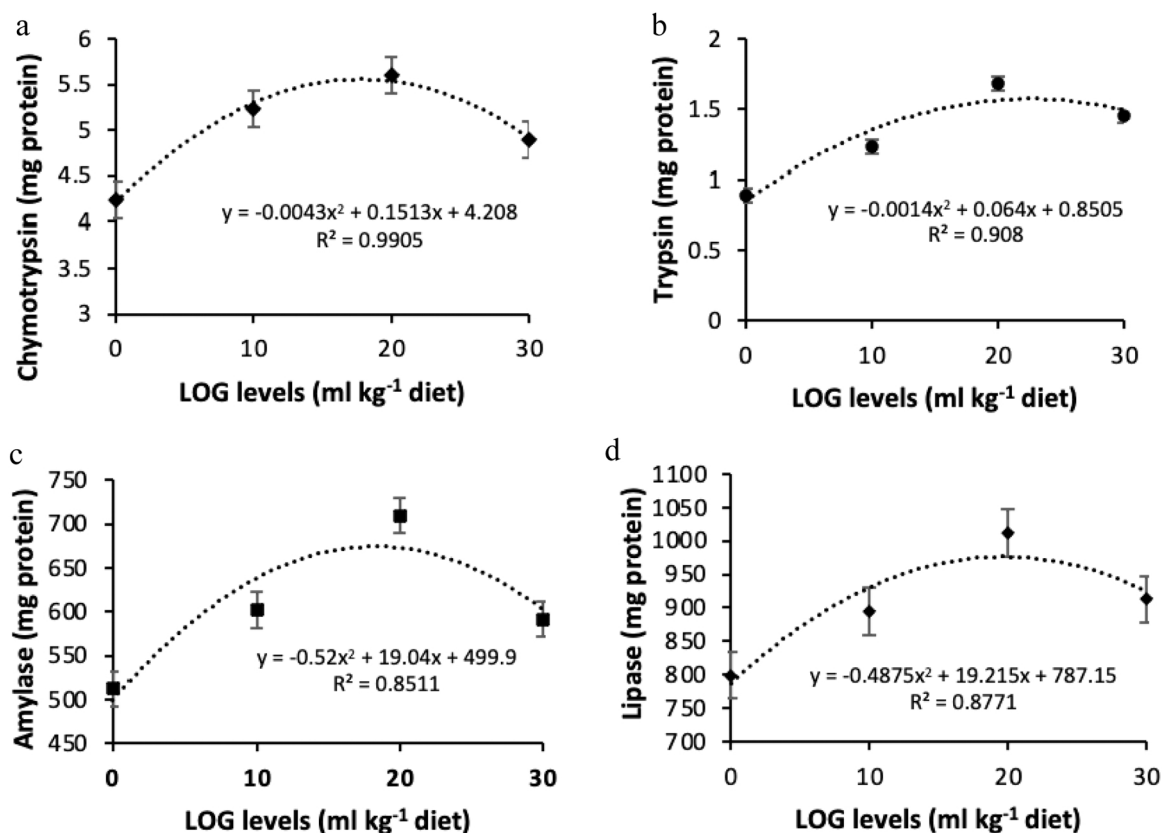 a
Chymotrypsin (mg protein)
6
5.5
5
4.5
4
3.5
3
y = -0.0043x² + 0.1513x + 4.208
R² = 0.9905
0 10 20 30
LOG levels (ml kg⁻¹ diet)
b
Trypsin (mg protein)
2
1.5
1
0.5
0
y = -0.0014x² + 0.064x + 0.8505
R² = 0.908
0 10 20 30
LOG levels (ml kg⁻¹ diet)
c
Amylase (mg protein)
750
700
650
600
550
500
450
y = -0.52x² + 19.04x + 499.9
R² = 0.8511
0 10 20 30
LOG levels (ml kg⁻¹ diet)
d
Lipase (mg protein)
1100
1050
1000
950
900
850
800
750
700
y = -0.4875x² + 19.215x + 787.15
R² = 0.8771
0 10 20 30
LOG levels (ml kg⁻¹ diet)